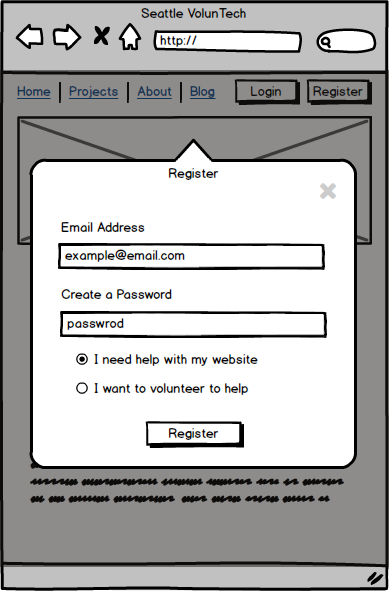 Seattle VolunTech
http://
Home Projects About Blog Login Register
Register
Email Address
example@email.com
Create a Password
passwrod
I need help with my website
I want to volunteer to help
Register